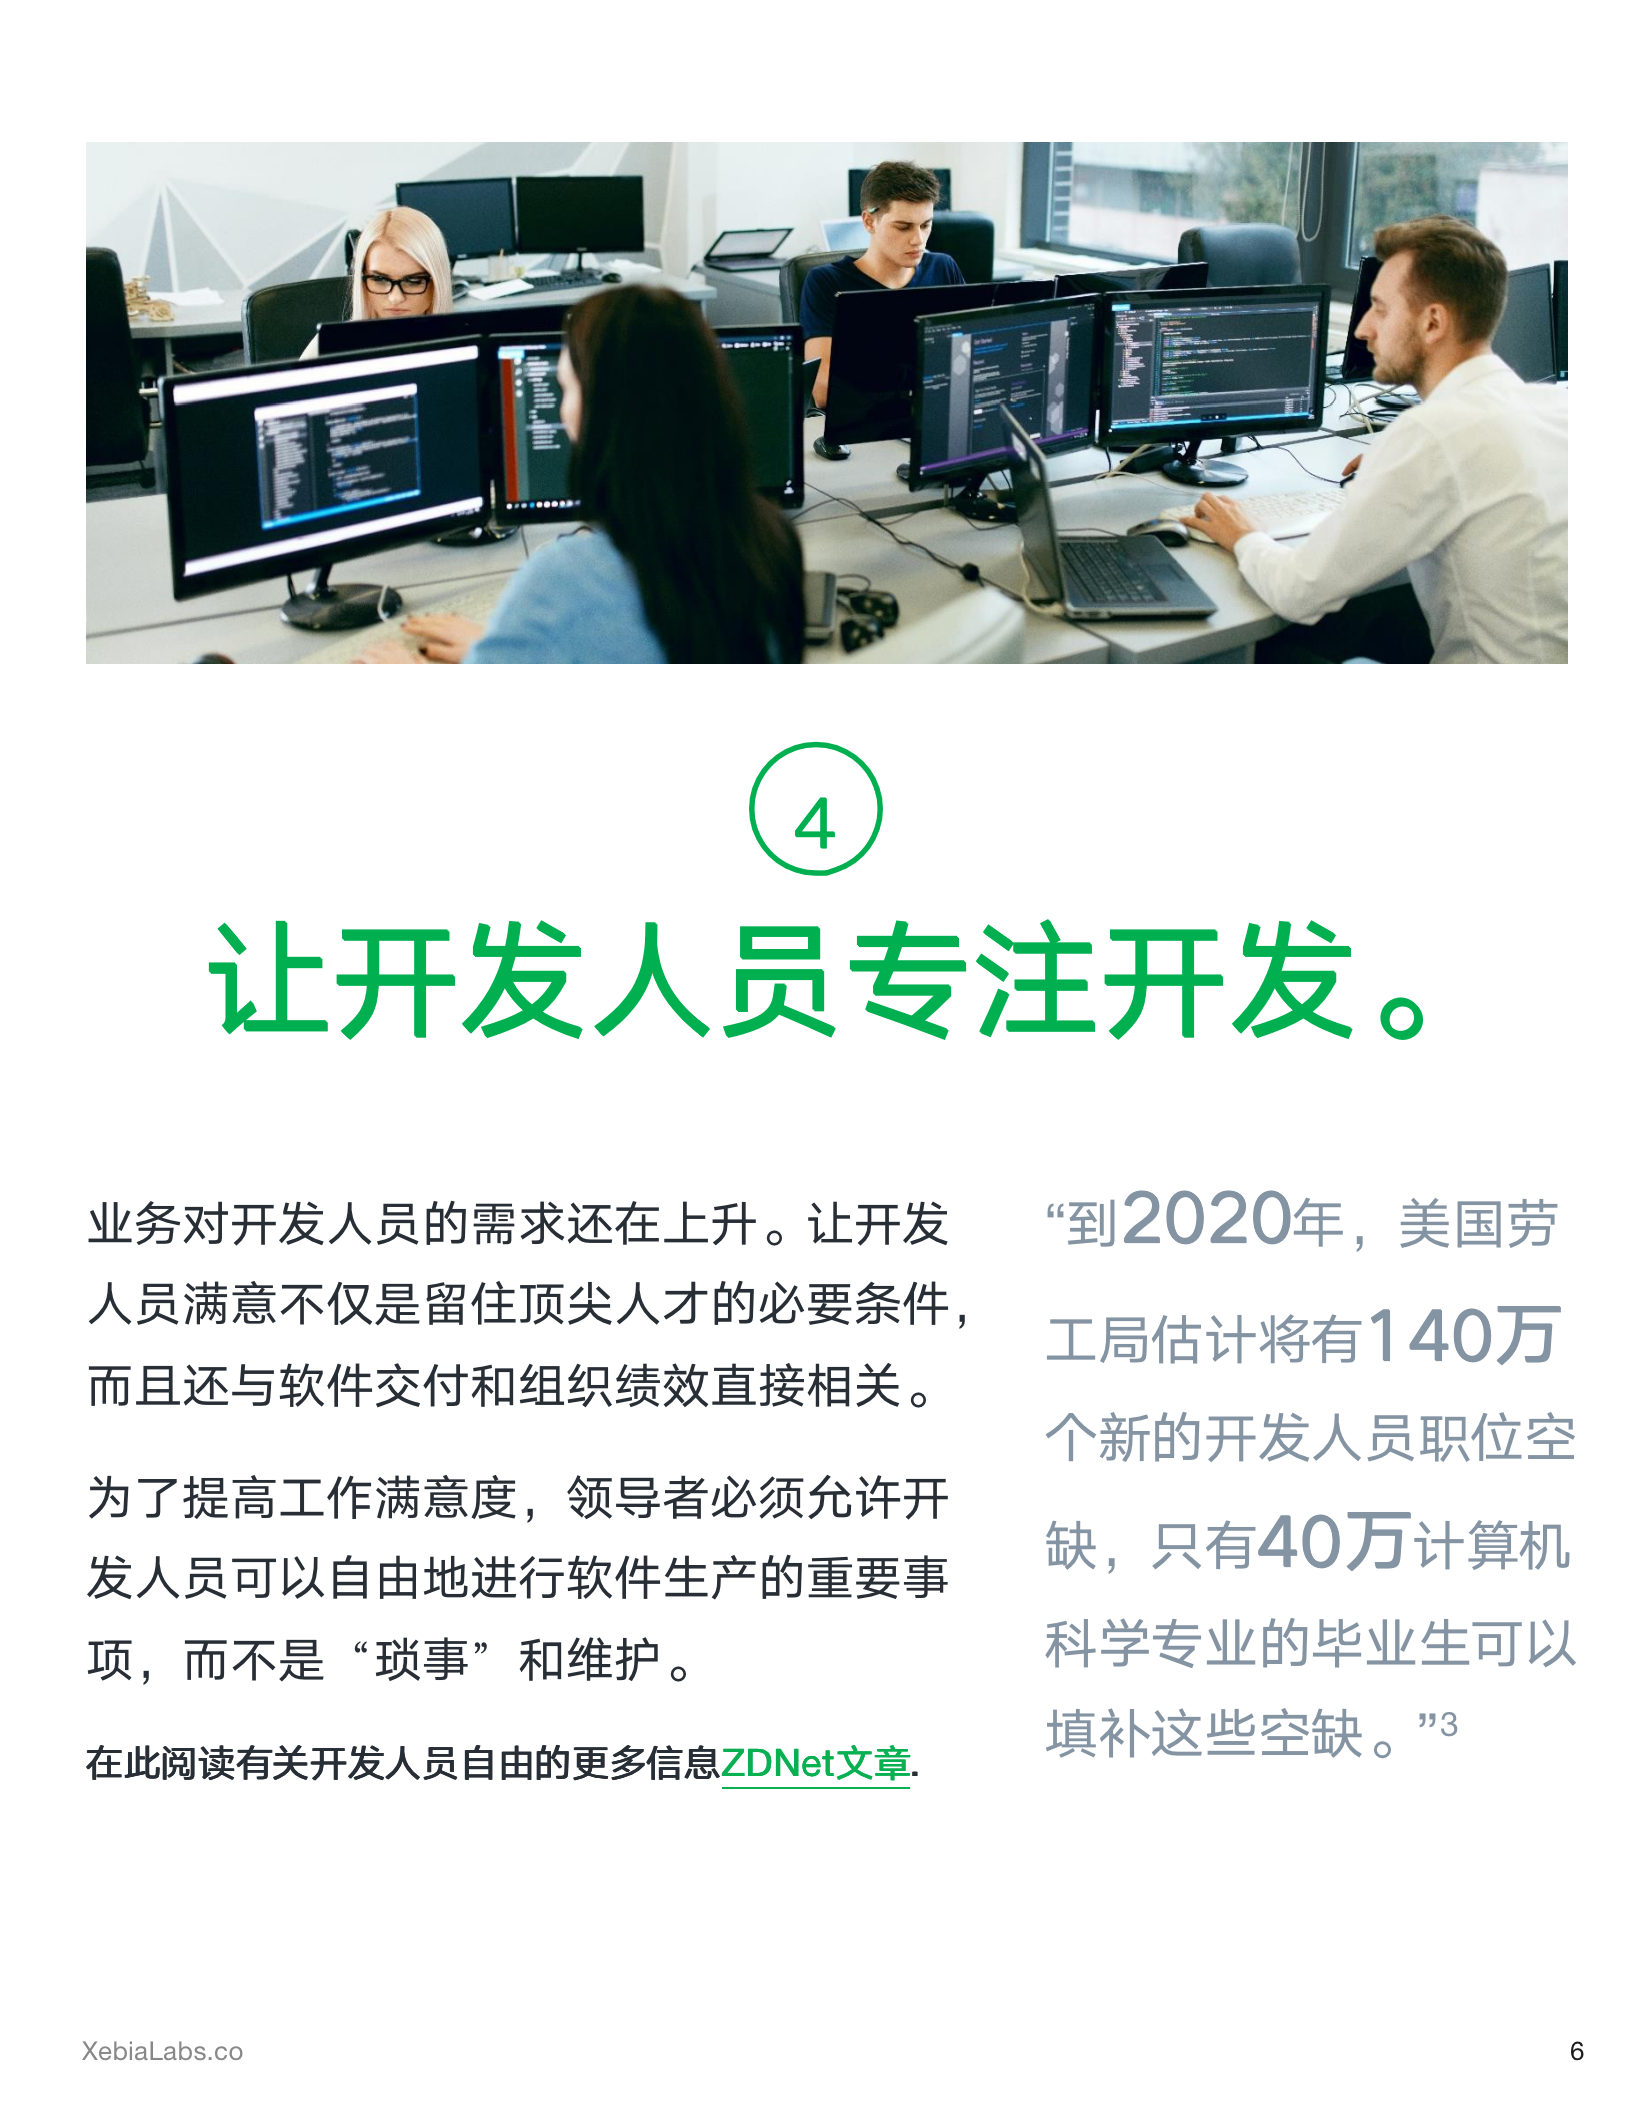 4
让开发人员专注开发。
业务对开发人员的需求还在上升。让开发
人员满意不仅是留住顶尖人才的必要条件，
而且还与软件交付和组织绩效直接相关。
为了提高工作满意度，领导者必须允许开
发人员可以自由地进行软件生产的重要事
项，而不是“琐事”和维护。
在此阅读有关开发人员自由的更多信息ZDNet文章.
“到2020年，美国劳
工局估计将有140万
个新的开发人员职位空
缺，只有40万计算机
科学专业的毕业生可以
填补这些空缺。”3
XebiaLabs.co
6